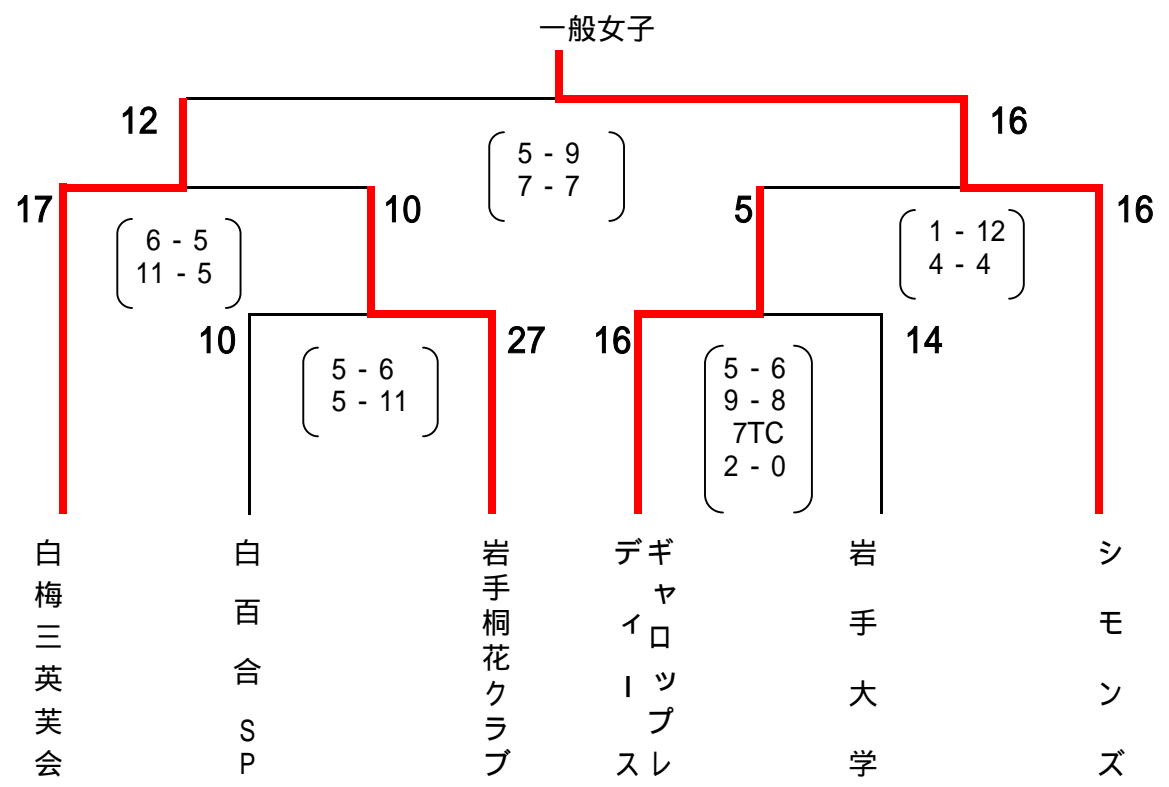 一般女子
12
16
5 - 9
7 - 7
17
10
5
16
6 - 5
11 - 5
1 - 12
4 - 4
10
27
16
14
5 - 6
5 - 11
5 - 6
9 - 8
7TC
2 - 0
白梅三英芙会
白百合SP
岩手桐花クラブ
ギャロップレ
ディース
岩手大学
シモンズ